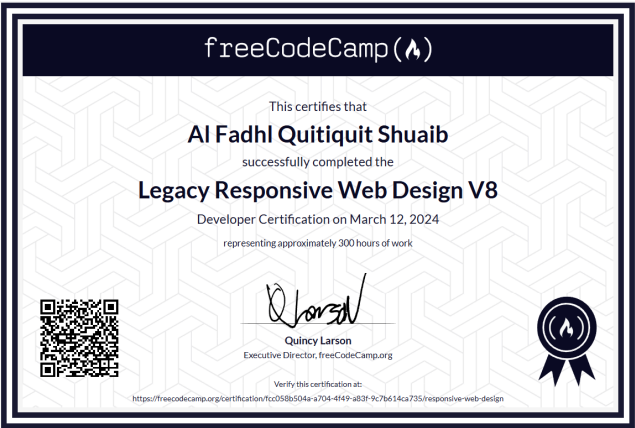 freeCodeCamp
This certifies that
Al Fadhl Quitiquit Shuaib
successfully completed the
Legacy Responsive Web Design V8
Developer Certification on March 12, 2024
representing approximately 300 hours of work
Q Larson
Quincy Larson
Executive Director, freeCodeCamp.org
Verify this certification at:
https://freecodecamp.org/certification/fcc058b504a-a704-4f49-a83f-9c7b614ca735/responsive-web-design